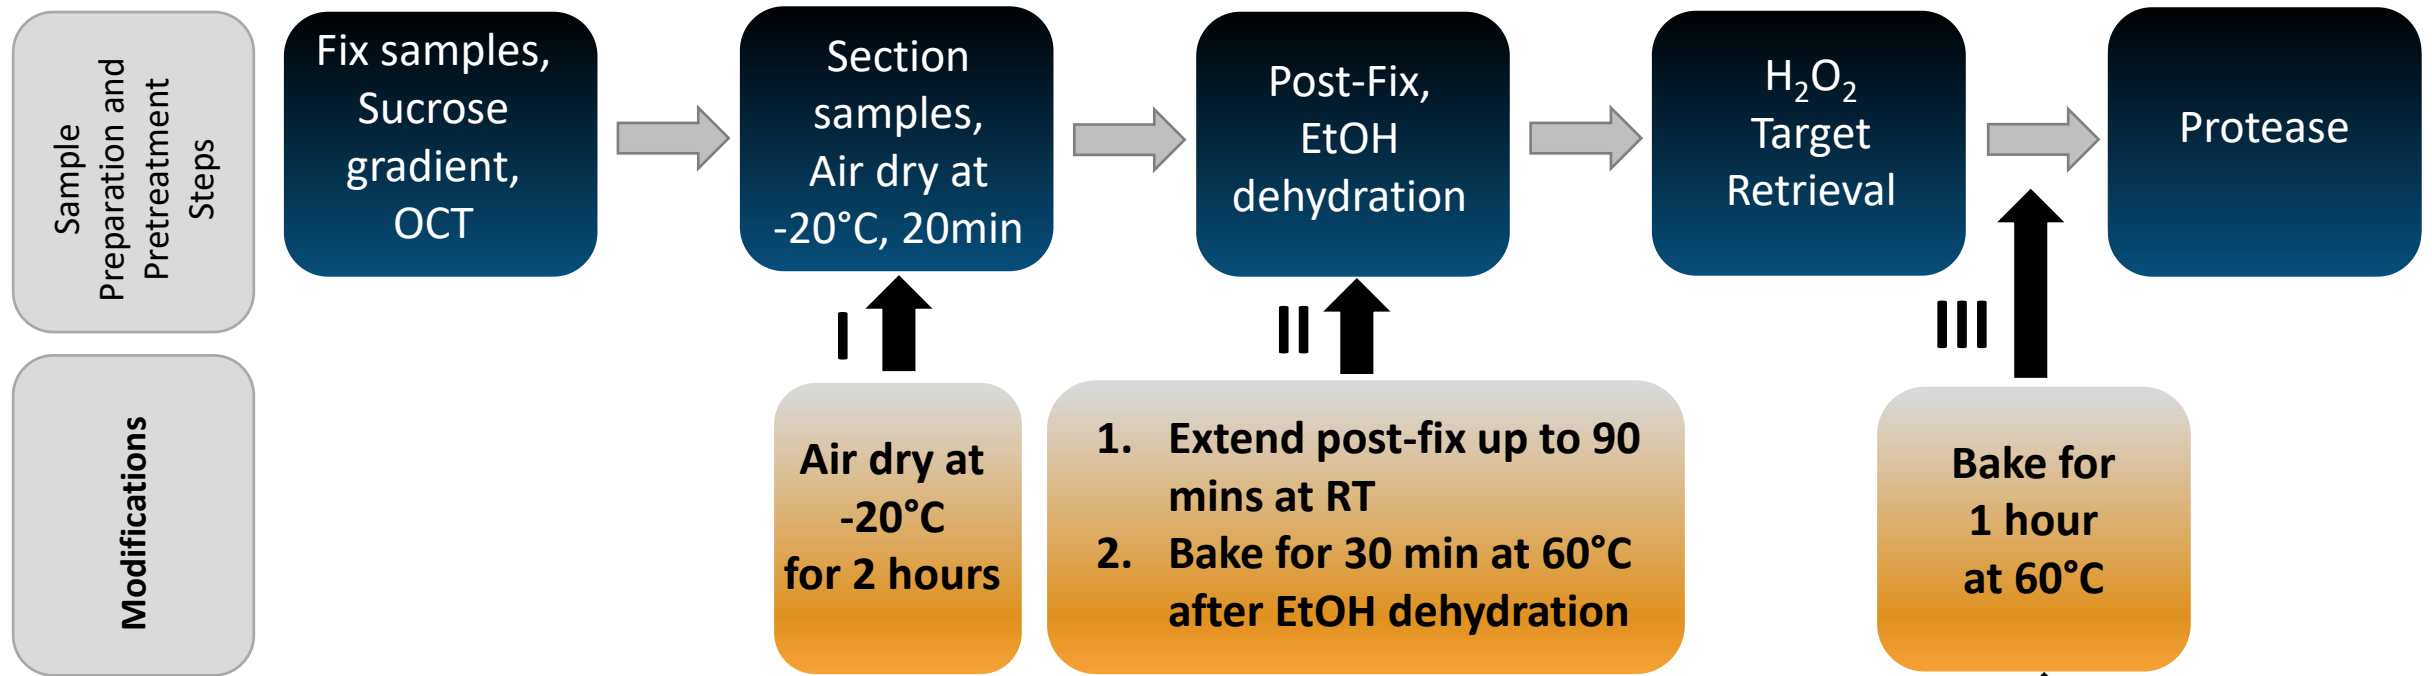 Sample
Preparation and
Pretreatment
Steps
Fix samples,
Sucrose
gradient,
OCT
Section
samples,
Air dry at
-20°C, 20min
Post-Fix,
EtOH
dehydration
H₂O₂
Target
Retrieval
Protease
I
II
III
Modifications
Air dry at
-20°C
for 2 hours
1. Extend post-fix up to 90
mins at RT
2. Bake for 30 min at 60°C
after EtOH dehydration
Bake for
1 hour
at 60°C